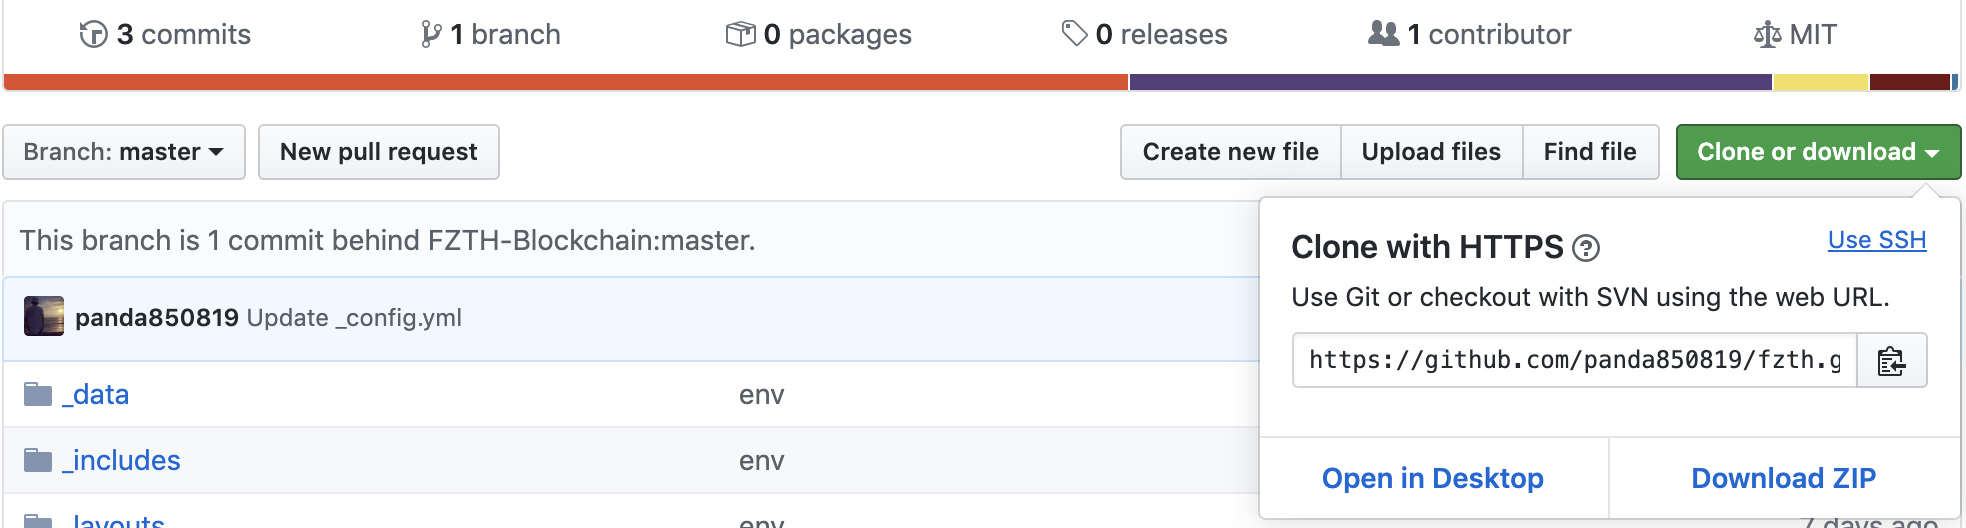 3 commits
1 branch
0 packages
0 releases
1 contributor
MIT
Branch: master
New pull request
Create new file
Upload files
Find file
Clone or download
This branch is 1 commit behind FZTH-Blockchain:master.
Clone with HTTPS ?
Use SSH
Use Git or checkout with SVN using the web URL.
https://github.com/panda850819/fzth.g
panda850819 Update _config.yml
_data env
_includes env
Open in Desktop
Download ZIP
_layouts env
7 days ago